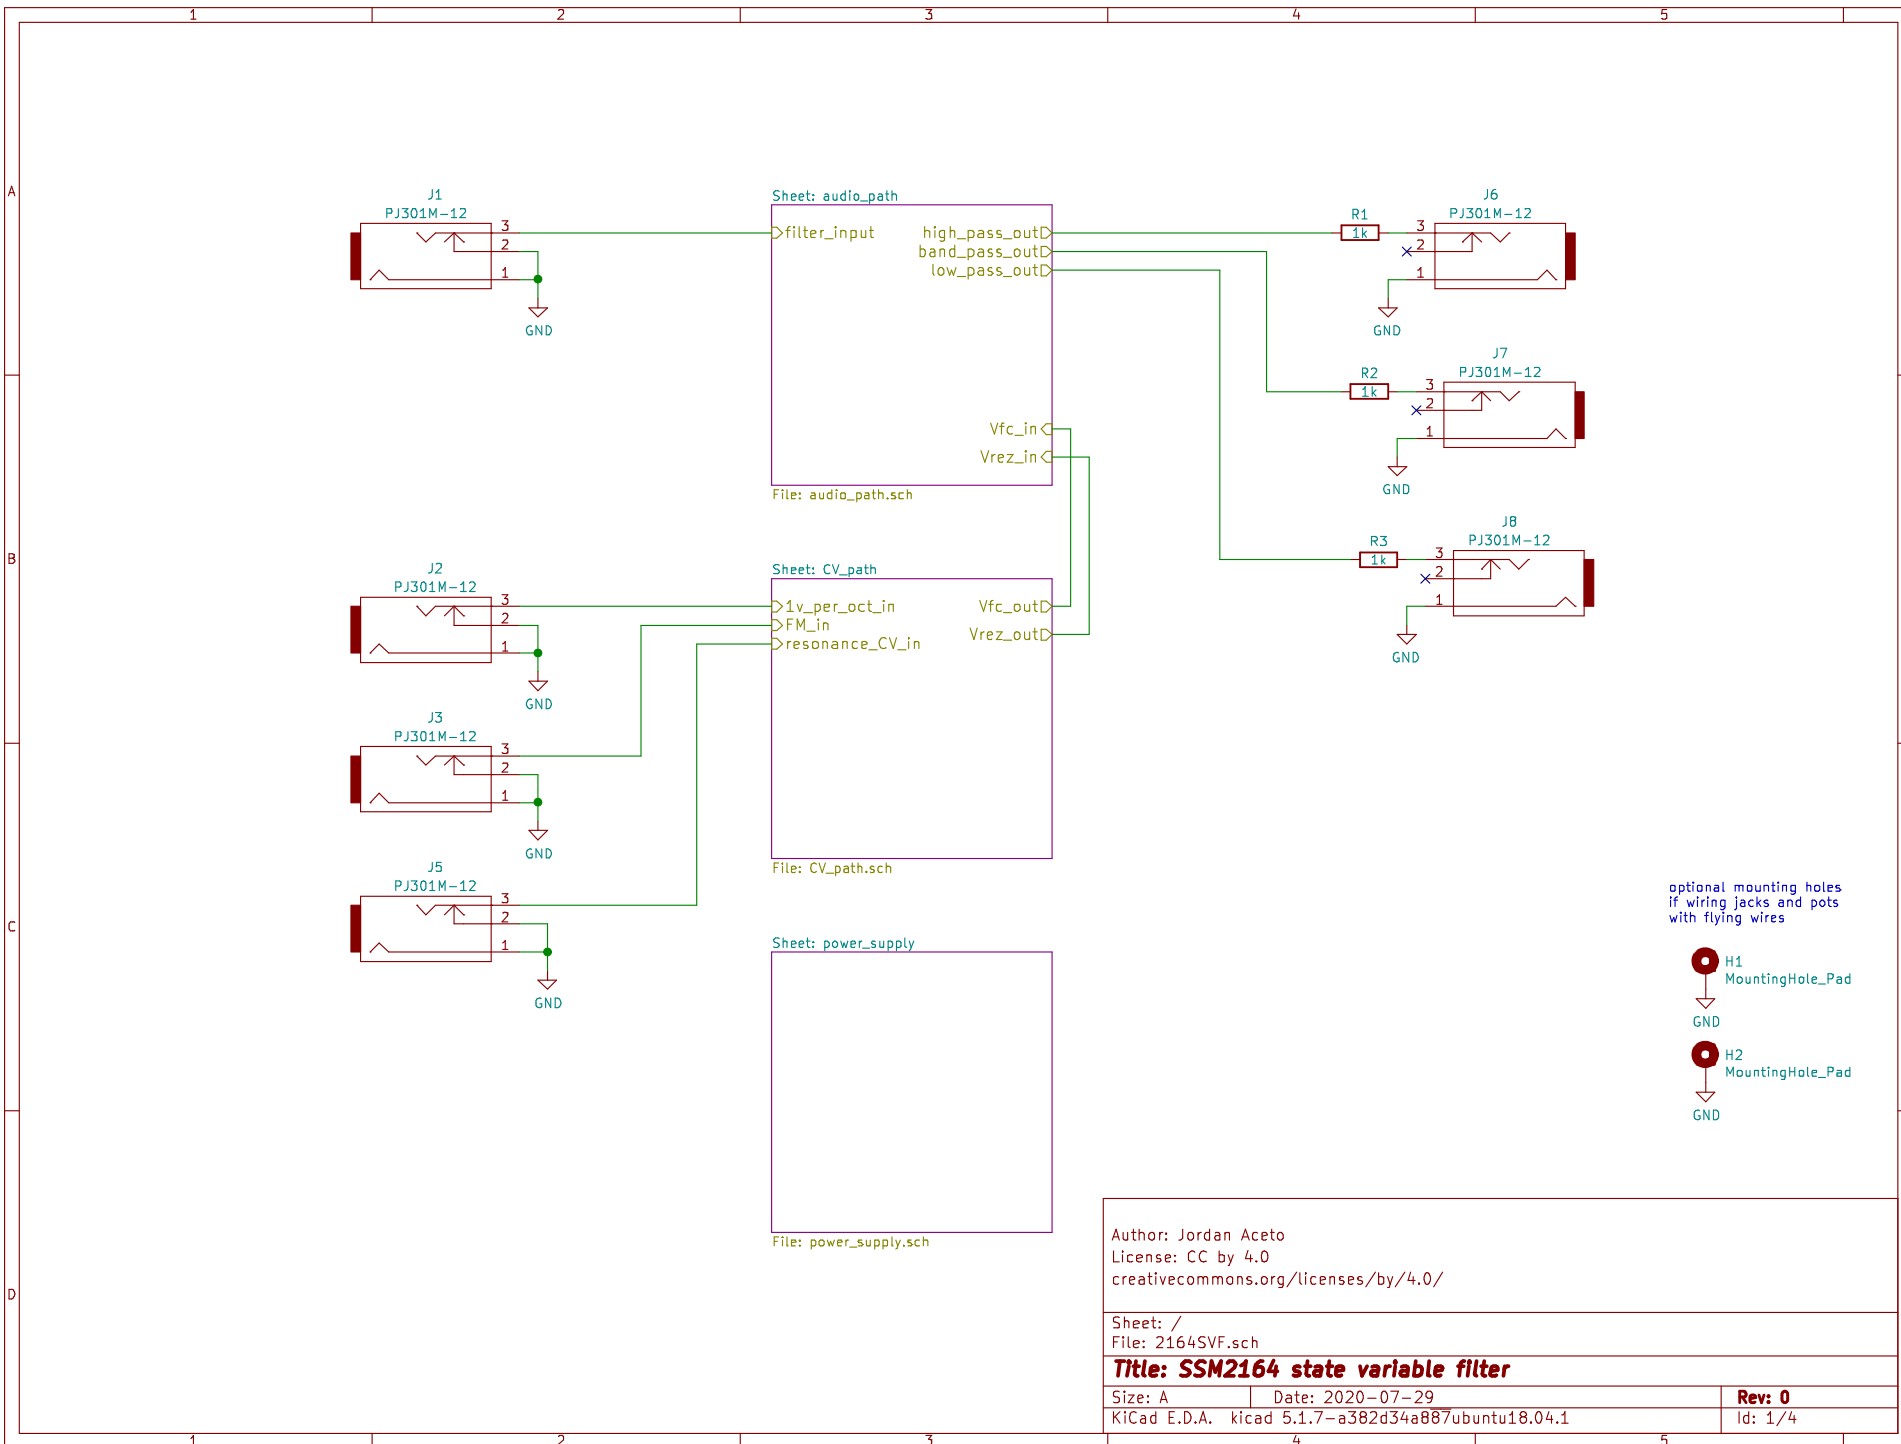 1 2 3 4 5
A
J1
PJ301M-12
3
2
1
GND
Sheet: audio_path
filter_input
high_pass_out
band_pass_out
low_pass_out
Vfc_in
Vrez_in
File: audio_path.sch
R1
1k
J6
PJ301M-12
3
2
1
GND
R2
1k
J7
PJ301M-12
3
2
1
GND
B
R3
1k
J8
PJ301M-12
3
2
1
GND
J2
PJ301M-12
3
2
1
GND
Sheet: CV_path
1v_per_oct_in
FM_in
resonance_CV_in
Vfc_out
Vrez_out
File: CV_path.sch
J3
PJ301M-12
3
2
1
GND
C
J5
PJ301M-12
3
2
1
GND
Sheet: power_supply
File: power_supply.sch
optional mounting holes
if wiring jacks and pots
with flying wires
H1
MountingHole_Pad
GND
H2
MountingHole_Pad
GND
D
Author: Jordan Aceto
License: CC by 4.0
creativecommons.org/licenses/by/4.0/
Sheet: /
File: 2164SVF.sch
Title: SSM2164 state variable filter
Size: A Date: 2020-07-29 Rev: 0
KiCad E.D.A. kicad 5.1.7-a382d34a887ubuntu18.04.1 Id: 1/4
1 2 3 4 5